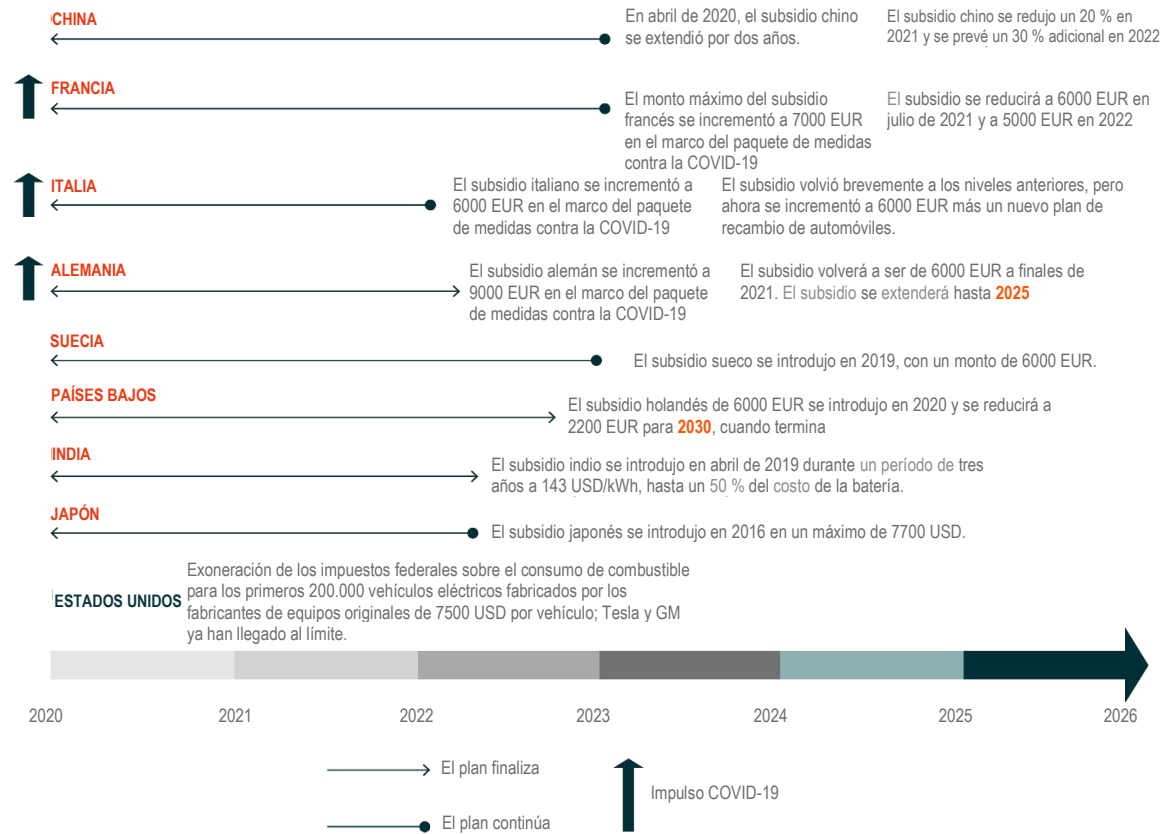 CHINA
En abril de 2020, el subsidio chino
se extendió por dos años.
El subsidio chino se redujo un 20 % en
2021 y se prevé un 30 % adicional en 2022
FRANCIA
El monto máximo del subsidio
francés se incrementó a 7000 EUR
en el marco del paquete de medidas
contra la COVID-19
El subsidio se reducirá a 6000 EUR en
julio de 2021 y a 5000 EUR en 2022
ITALIA
El subsidio italiano se incrementó a
6000 EUR en el marco del paquete
de medidas contra la COVID-19
El subsidio volvió brevemente a los niveles anteriores, pero
ahora se incrementó a 6000 EUR más un nuevo plan de
recambio de automóviles.
ALEMANIA
El subsidio alemán se incrementó a
9000 EUR en el marco del paquete
de medidas contra la COVID-19
El subsidio volverá a ser de 6000 EUR a finales de
2021. El subsidio se extenderá hasta 2025
SUECIA
El subsidio sueco se introdujo en 2019, con un monto de 6000 EUR.
PAÍSES BAJOS
El subsidio holandés de 6000 EUR se introdujo en 2020 y se reducirá a
2200 EUR para 2030, cuando termina
INDIA
El subsidio indio se introdujo en abril de 2019 durante un período de tres
años a 143 USD/kWh, hasta un 50 % del costo de la batería.
JAPÓN
El subsidio japonés se introdujo en 2016 en un máximo de 7700 USD.
ESTADOS UNIDOS
Exoneración de los impuestos federales sobre el consumo de combustible
para los primeros 200.000 vehículos eléctricos fabricados por los
fabricantes de equipos originales de 7500 USD por vehículo; Tesla y GM
ya han llegado al límite.
2020 2021 2022 2023 2024 2025 2026
El plan finaliza
Impulso COVID-19
El plan continúa